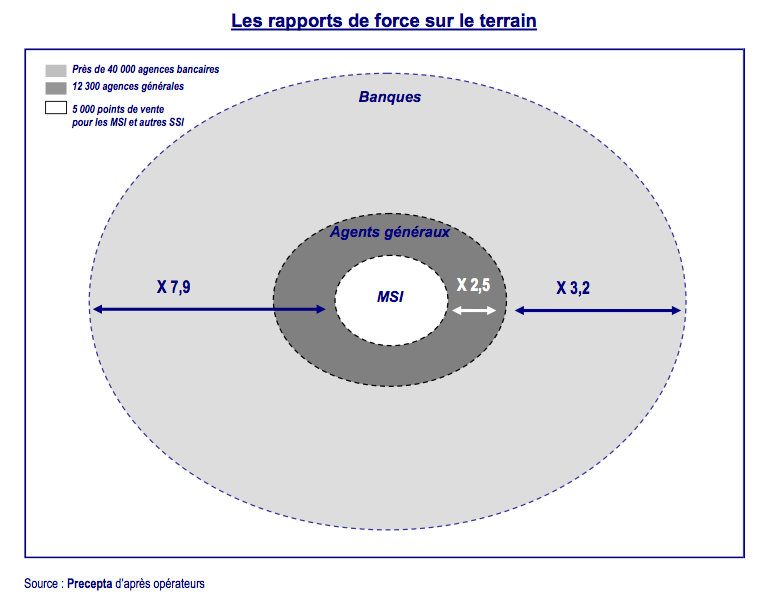 Les rapports de force sur le terrain
Près de 40 000 agences bancaires
12 300 agences générales
5 000 points de vente
pour les MSI et autres SSI
Banques
Agents généraux
X 7,9
MSI
X 2,5
X 3,2
Source : Precepta d'après opérateurs